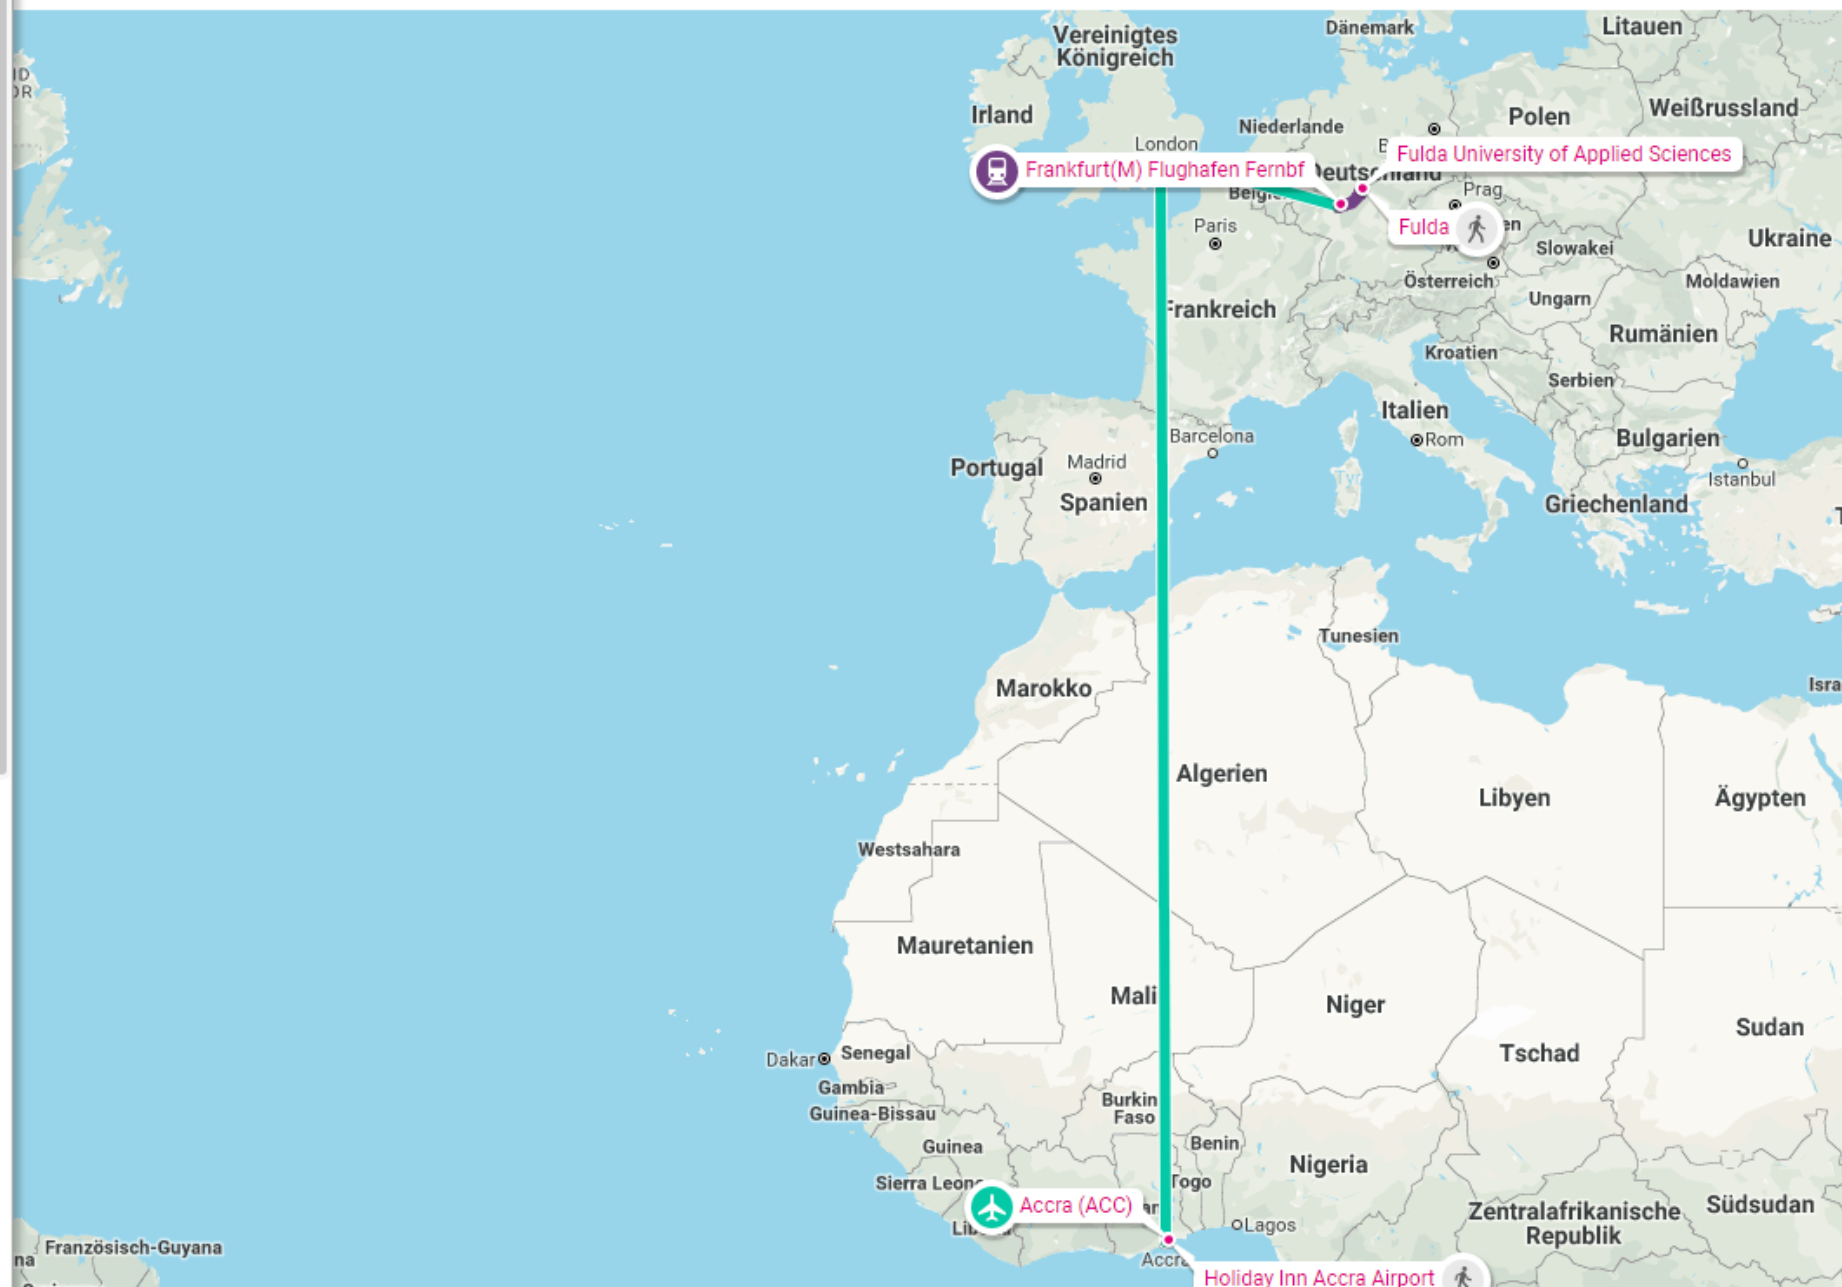 Dänemark
Litauen
Vereinigtes
Königreich
Irland
Niederlande
Polen
Weißrussland
London
Frankfurt(M) Flughafen Fernbf
Fulda University of Applied Sciences
Prag
Fulda
Paris
Slowakei
Ukraine
Österreich
Moldawien
Ungarn
Frankreich
Rumänien
Kroatien
Serbien
Italien
Rom
Barcelona
Bulgarien
Portugal
Madrid
Spanien
Istanbul
Griechenland
Tunesien
Marokko
Algerien
Libyen
Ägypten
Westsahara
Mauretanien
Mali
Niger
Sudan
Tschad
Dakar
Senegal
Gambia
Guinea-Bissau
Burkin
Faso
Guinea
Benin
Nigeria
Sierra Leone
Togo
Accra (ACC)
Lagos
Zentralafrikanische
Republik
Südsudan
Französisch-Guyana
Accra
Holiday Inn Accra Airport